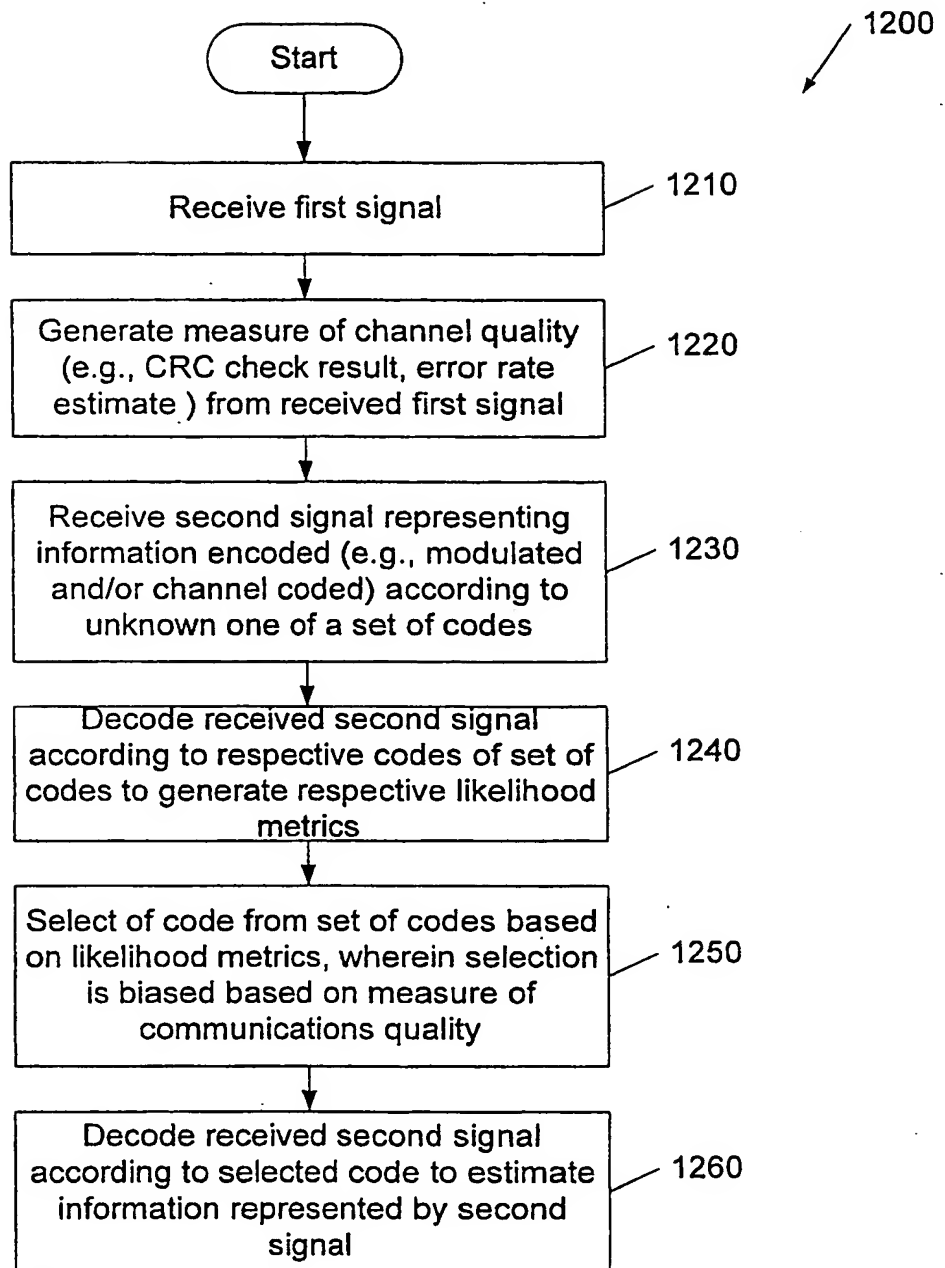 1200
Start
Receive first signal
1210
Generate measure of channel quality
(e.g., CRC check result, error rate
estimate ) from received first signal
1220
Receive second signal representing
information encoded (e.g., modulated
and/or channel coded) according to
unknown one of a set of codes
1230
Decode received second signal
according to respective codes of set of
codes to generate respective likelihood
metrics
1240
Select of code from set of codes based
on likelihood metrics, wherein selection
is biased based on measure of
communications quality
1250
Decode received second signal
according to selected code to estimate
information represented by second
signal
1260